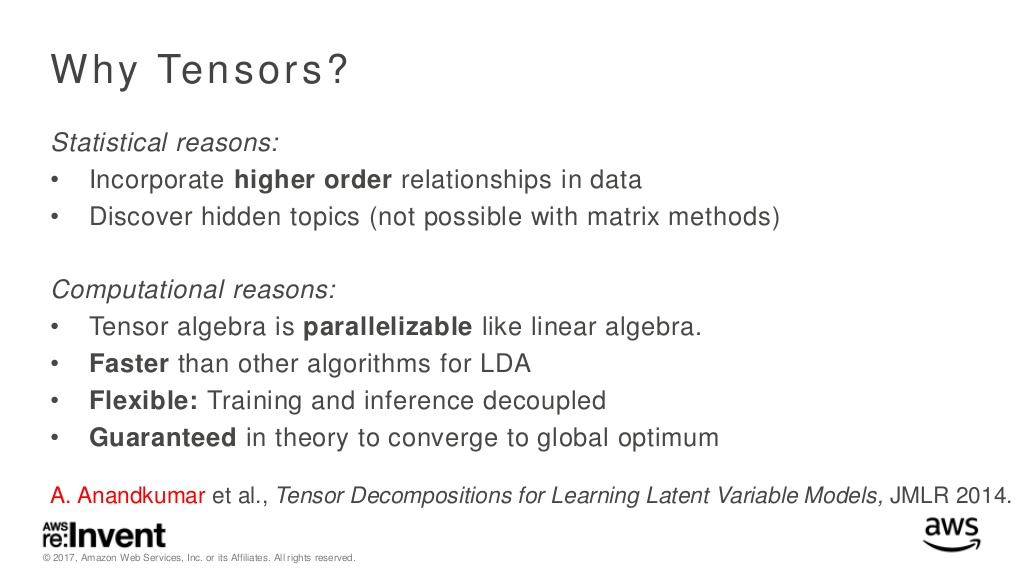 Why Tensors?
Statistical reasons:
• Incorporate higher order relationships in data
• Discover hidden topics (not possible with matrix methods)
Computational reasons:
• Tensor algebra is parallelizable like linear algebra.
• Faster than other algorithms for LDA
• Flexible: Training and inference decoupled
• Guaranteed in theory to converge to global optimum
A. Anandkumar et al., Tensor Decompositions for Learning Latent Variable Models, JMLR 2014.
AWS
re:Invent
aws
© 2017, Amazon Web Services, Inc. or its Affiliates. All rights reserved.